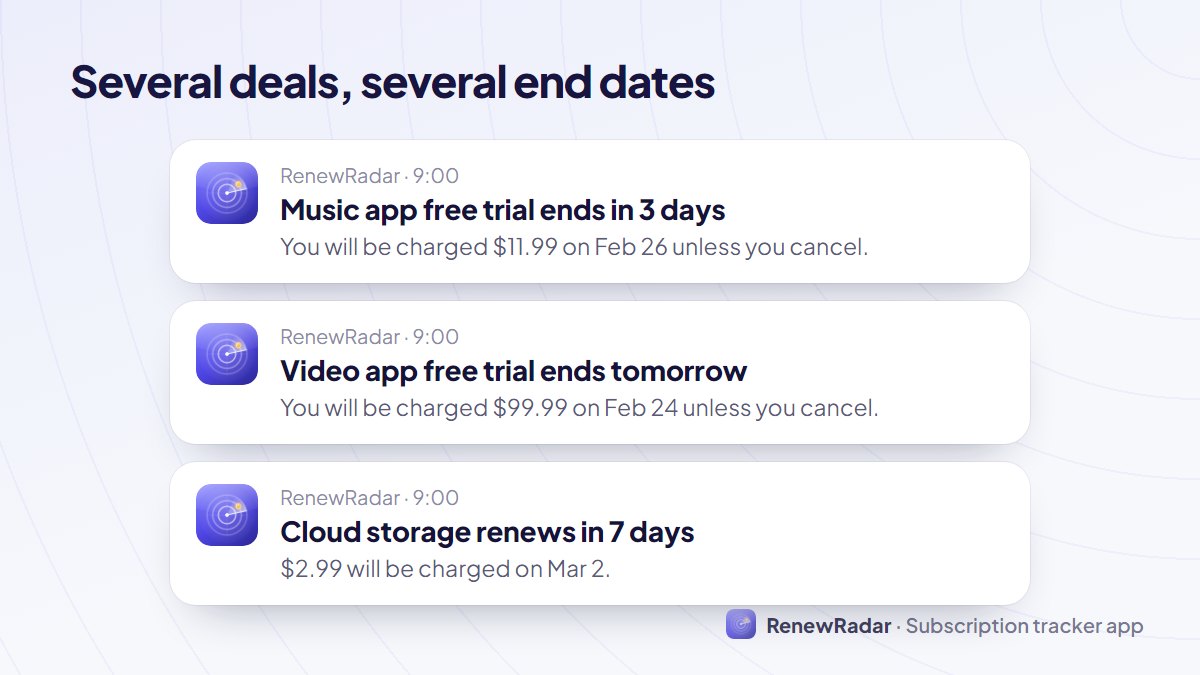 Several deals, several end dates
RenewRadar · 9:00
Music app free trial ends in 3 days
You will be charged $11.99 on Feb 26 unless you cancel.
RenewRadar · 9:00
Video app free trial ends tomorrow
You will be charged $99.99 on Feb 24 unless you cancel.
RenewRadar · 9:00
Cloud storage renews in 7 days
$2.99 will be charged on Mar 2.
RenewRadar · Subscription tracker app